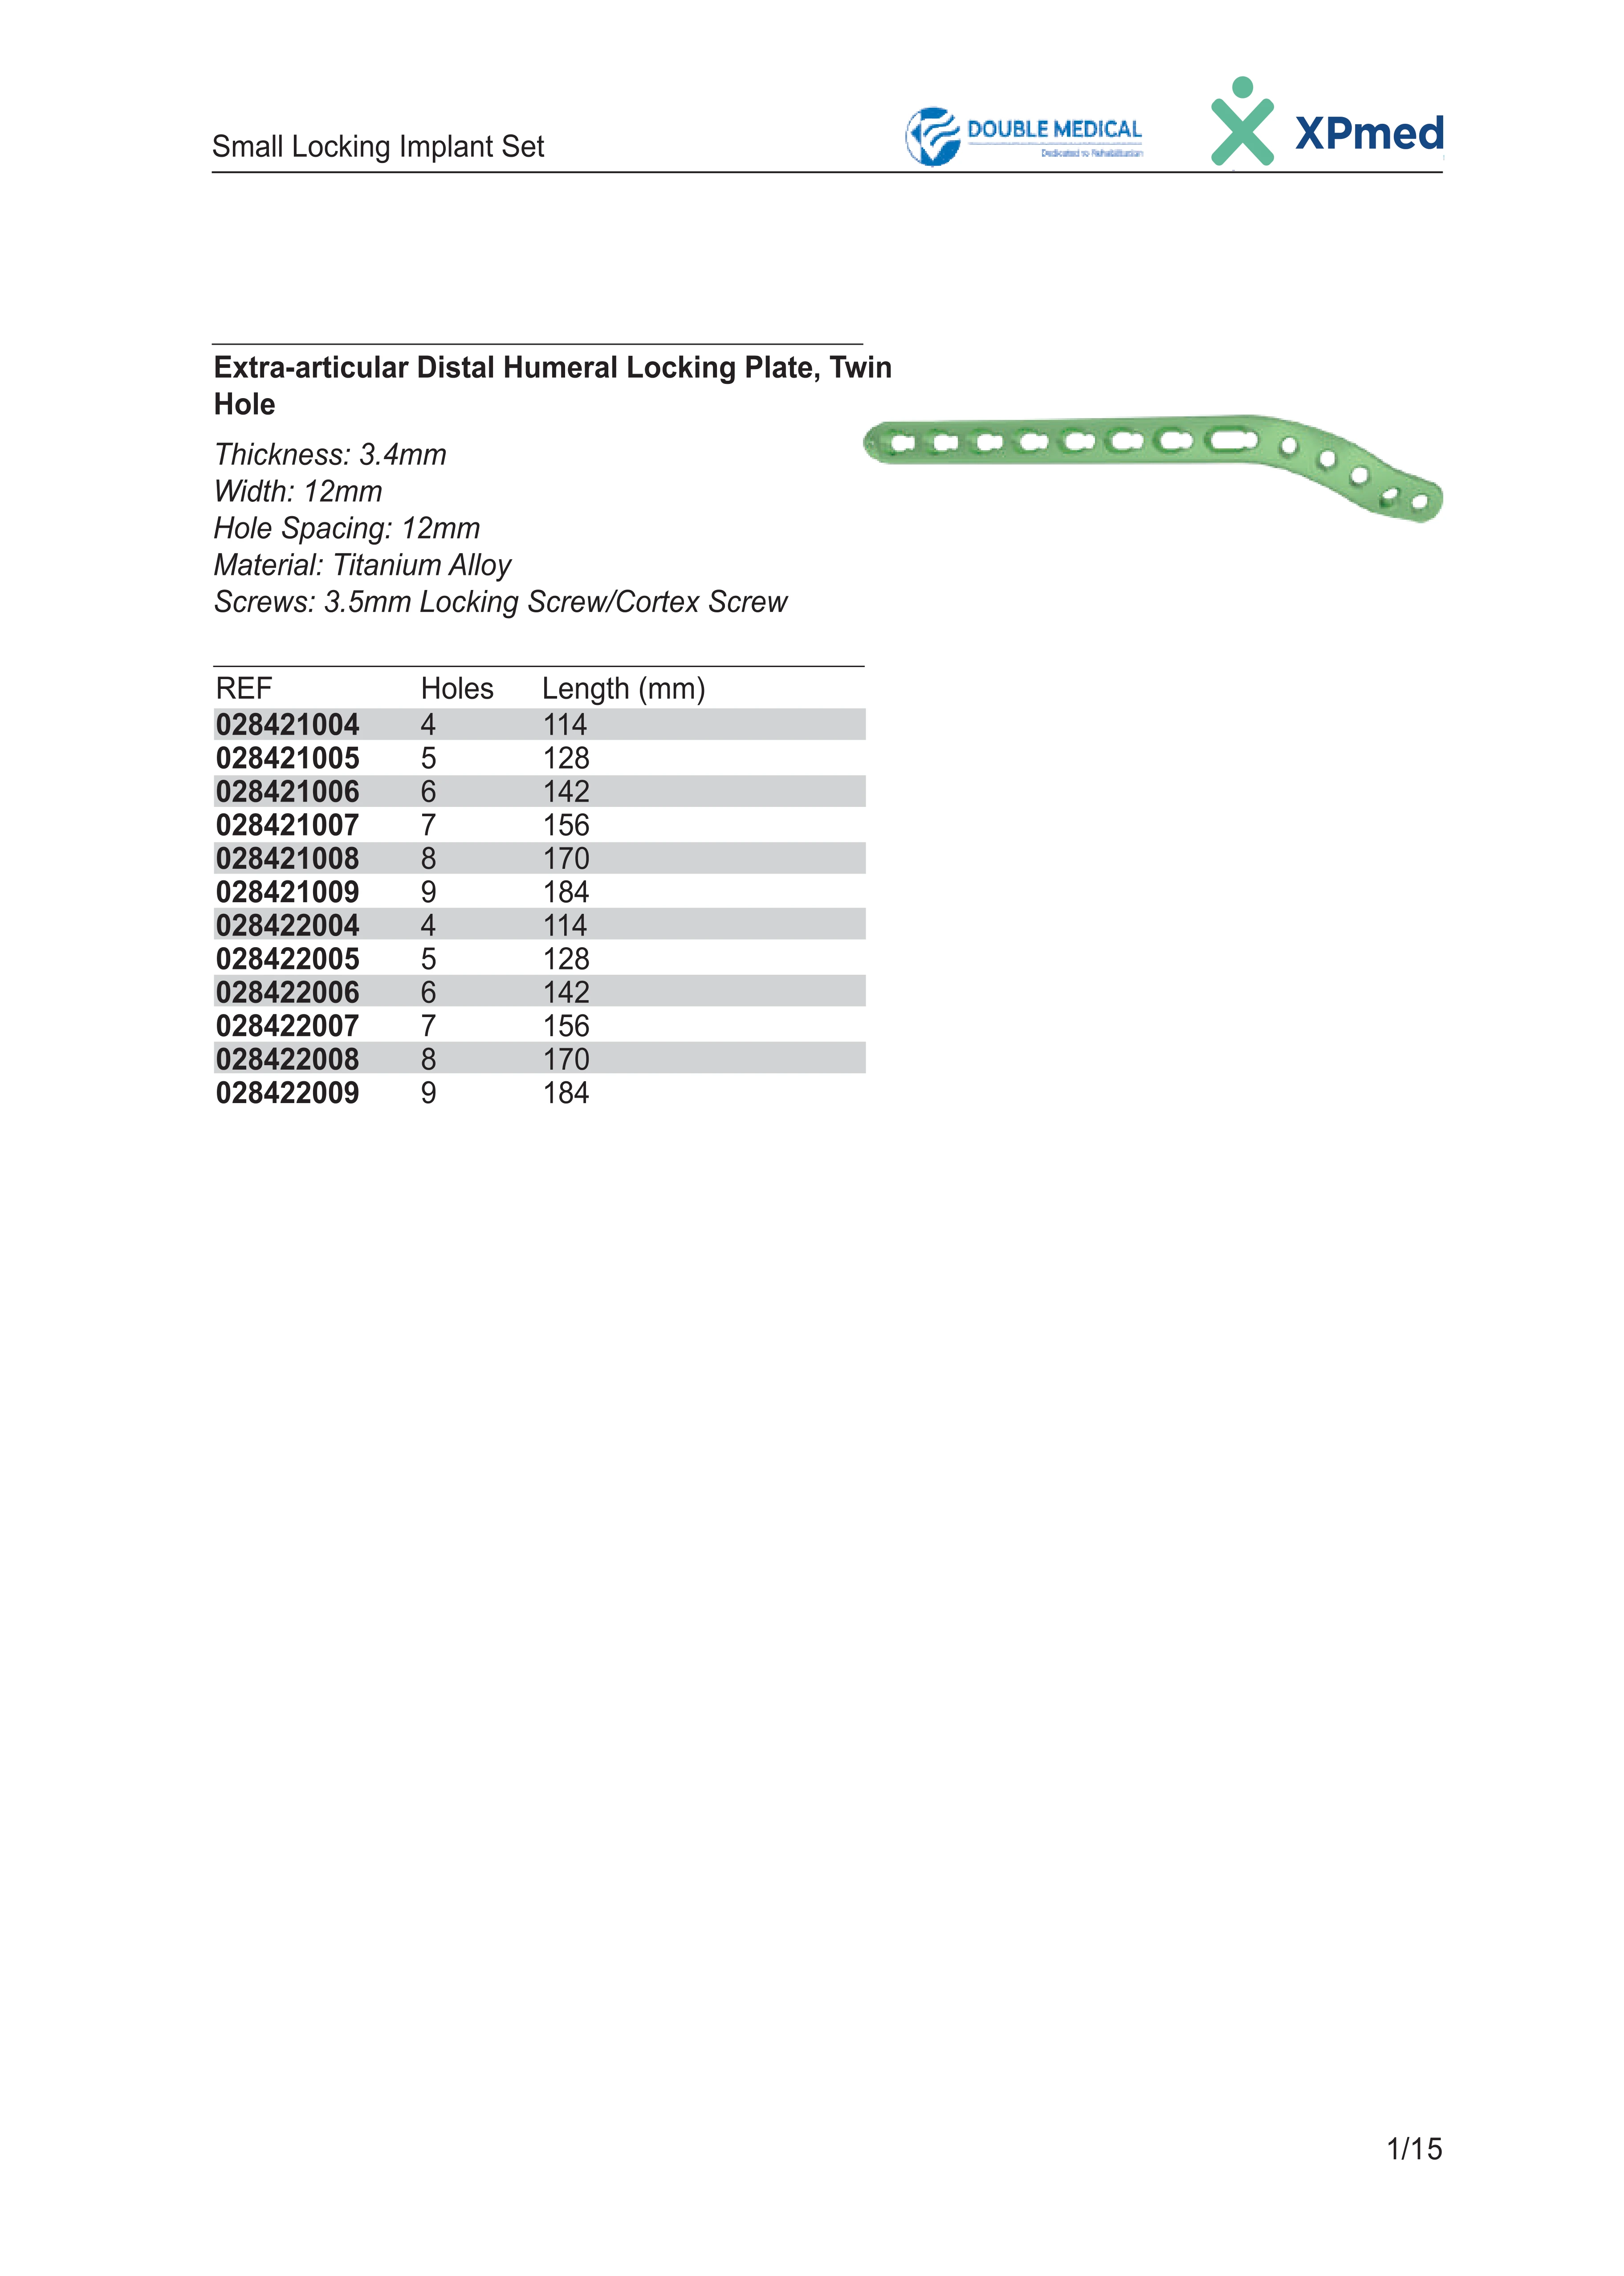 Small Locking Implant Set
DOUBLE MEDICAL
Dedicated to Rehabilitation
XPmed
Extra-articular Distal Humeral Locking Plate, Twin
Hole
Thickness: 3.4mm
Width: 12mm
Hole Spacing: 12mm
Material: Titanium Alloy
Screws: 3.5mm Locking Screw/Cortex Screw
REF Holes Length (mm)
028421004 4 114
028421005 5 128
028421006 6 142
028421007 7 156
028421008 8 170
028421009 9 184
028422004 4 114
028422005 5 128
028422006 6 142
028422007 7 156
028422008 8 170
028422009 9 184
1/15